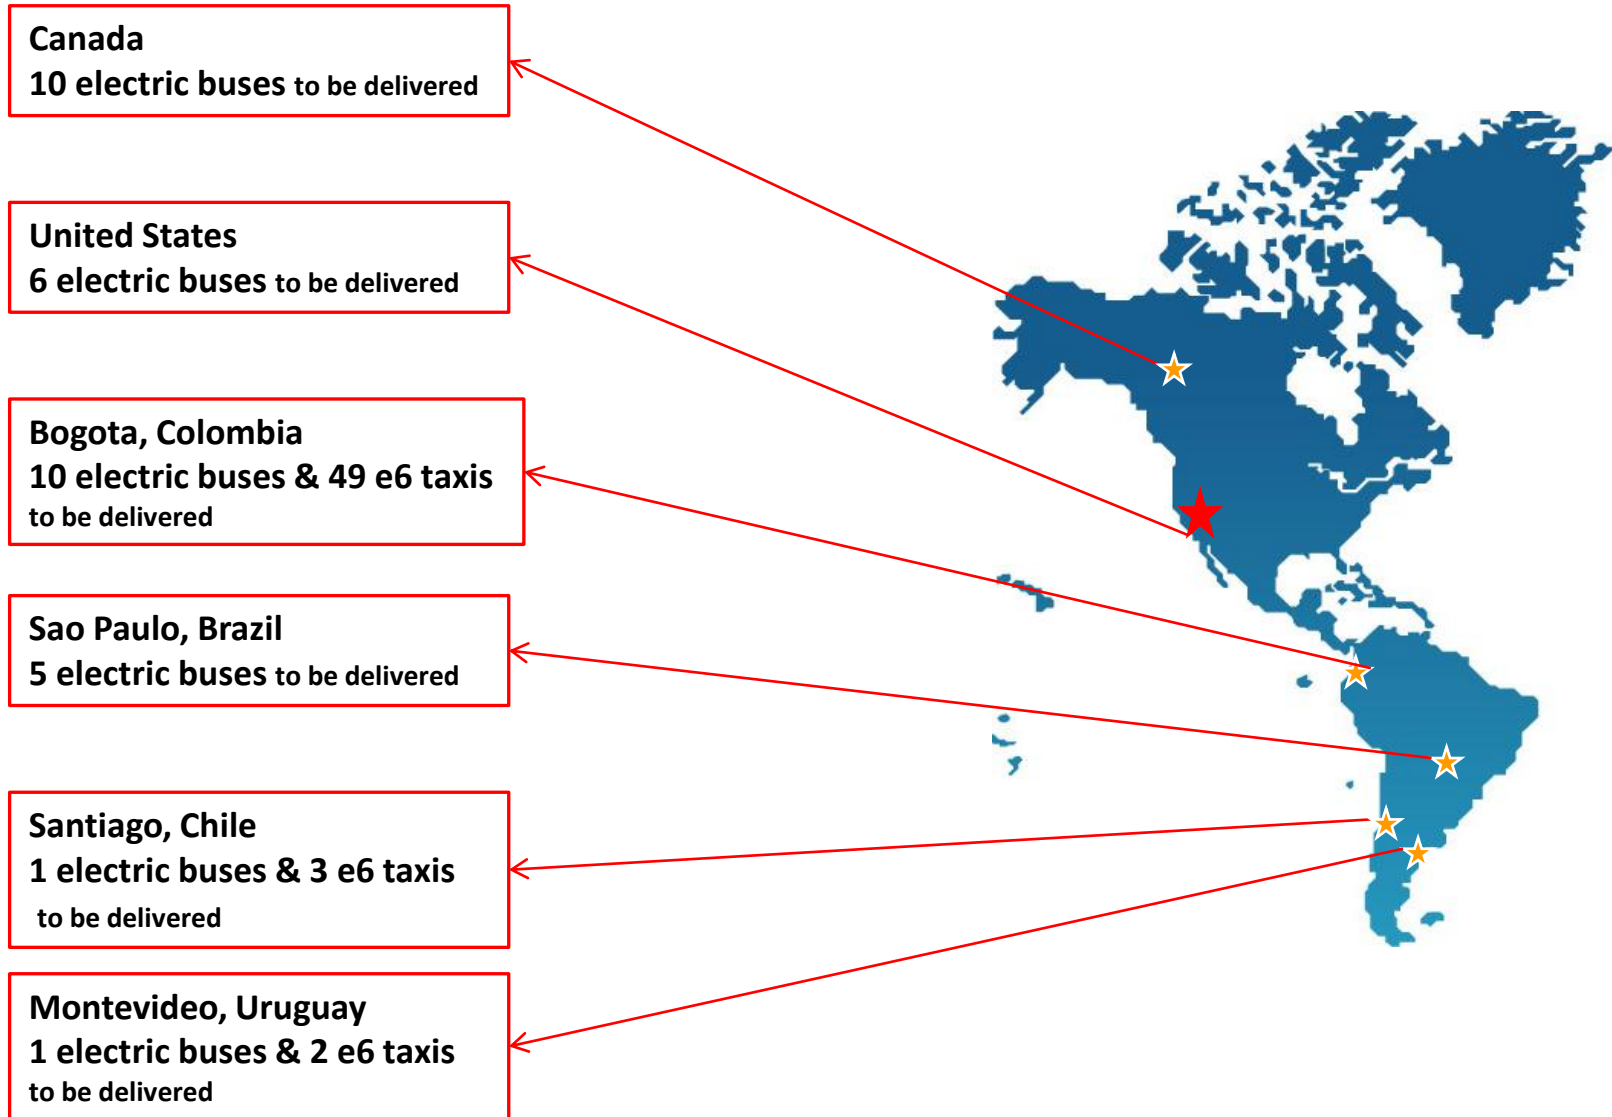 Canada
10 electric buses to be delivered
United States
6 electric buses to be delivered
Bogota, Colombia
10 electric buses & 49 e6 taxis
to be delivered
Sao Paulo, Brazil
5 electric buses to be delivered
Santiago, Chile
1 electric buses & 3 e6 taxis
to be delivered
Montevideo, Uruguay
1 electric buses & 2 e6 taxis
to be delivered